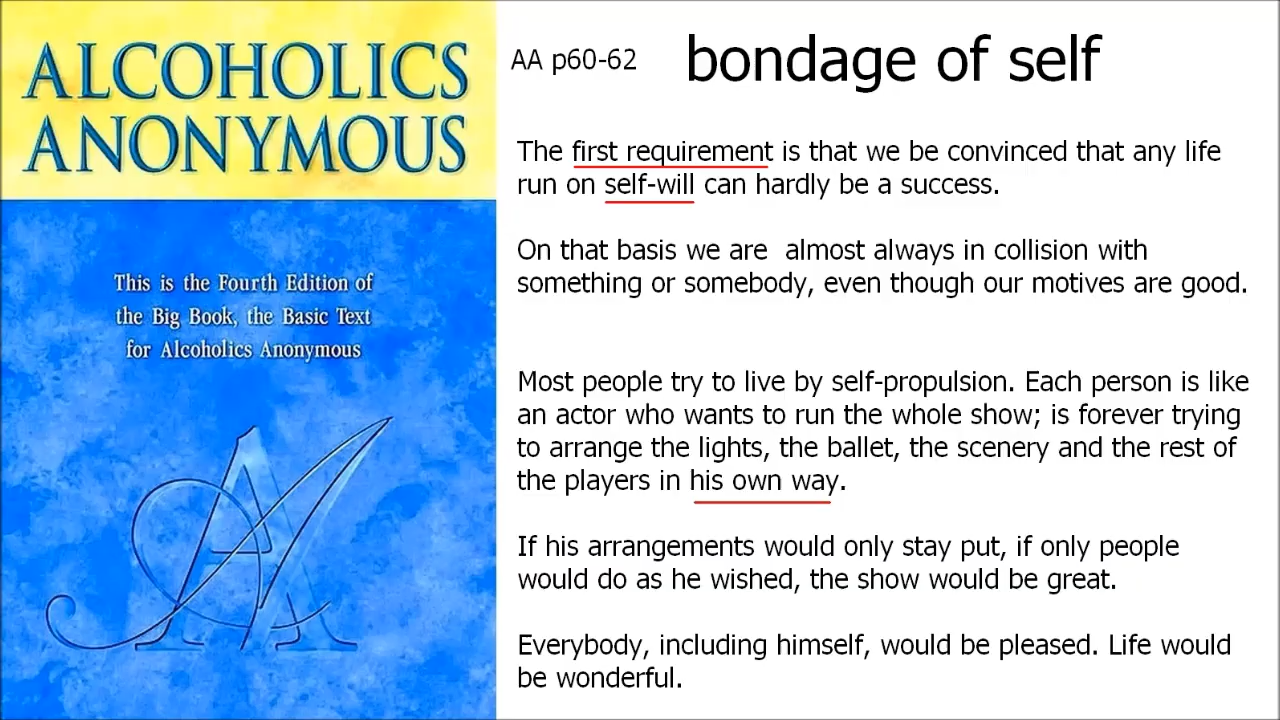 ALCOHOLICS
ANONYMOUS
This is the Fourth Edition of
the Big Book, the Basic Text
for Alcoholics Anonymous
AA
AA p60-62
bondage of self
The first requirement is that we be convinced that any life
run on self-will can hardly be a success.
On that basis we are almost always in collision with
something or somebody, even though our motives are good.
Most people try to live by self-propulsion. Each person is like
an actor who wants to run the whole show; is forever trying
to arrange the lights, the ballet, the scenery and the rest of
the players in his own way.
If his arrangements would only stay put, if only people
would do as he wished, the show would be great.
Everybody, including himself, would be pleased. Life would
be wonderful.